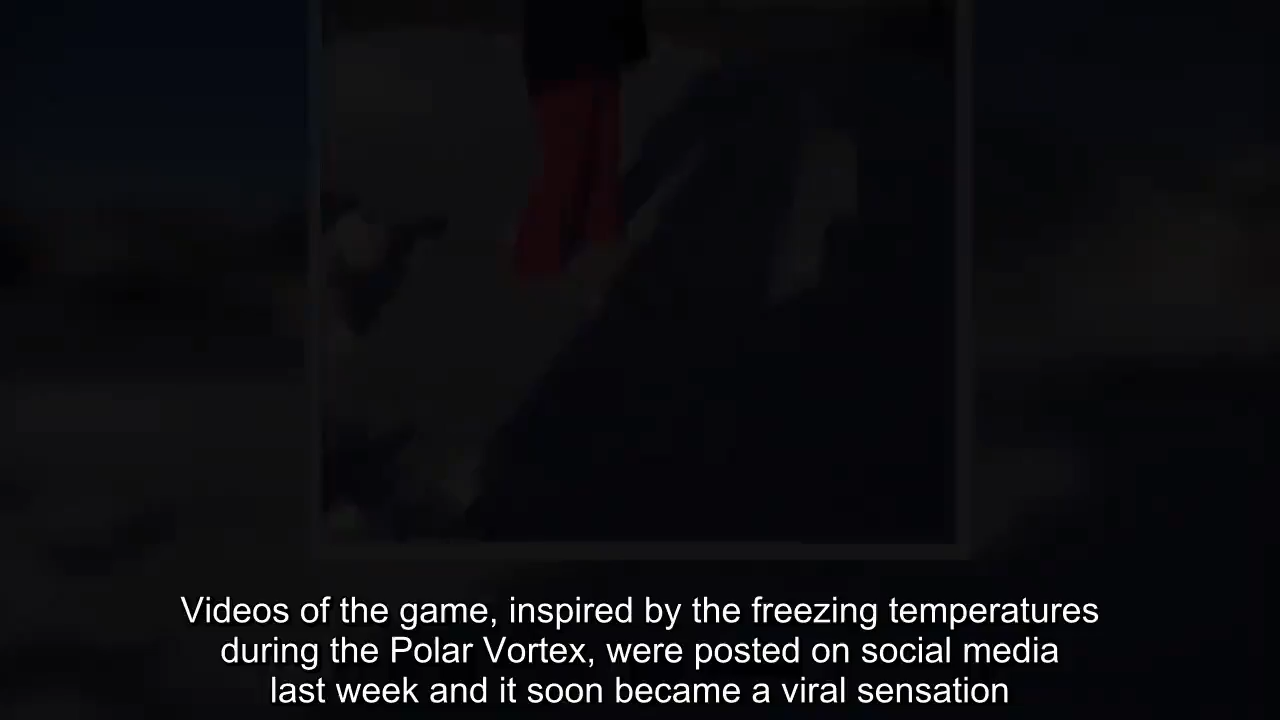 Videos of the game, inspired by the freezing temperatures
during the Polar Vortex, were posted on social media
last week and it soon became a viral sensation